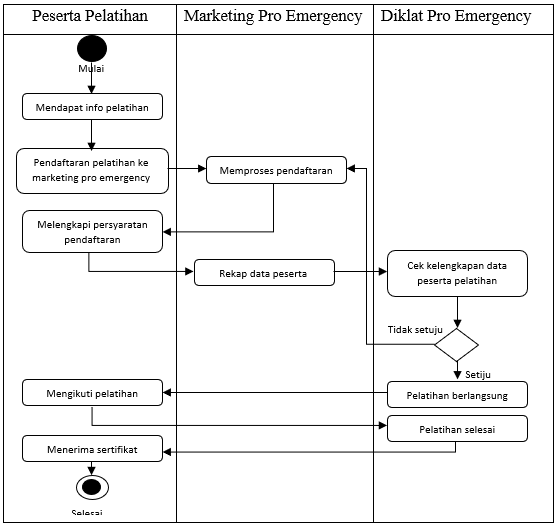 Peserta Pelatihan
Marketing Pro Emergency
Diklat Pro Emergency
Mulai
Mendapat info pelatihan
Pendaftaran pelatihan ke
marketing pro emergency
Memproses pendaftaran
Melengkapi persyaratan
pendaftaran
Rekap data peserta
Cek kelengkapan data
peserta pelatihan
Tidak setuju
Setiju
Mengikuti pelatihan
Pelatihan berlangsung
Pelatihan selesai
Menerima sertifikat
Selesai